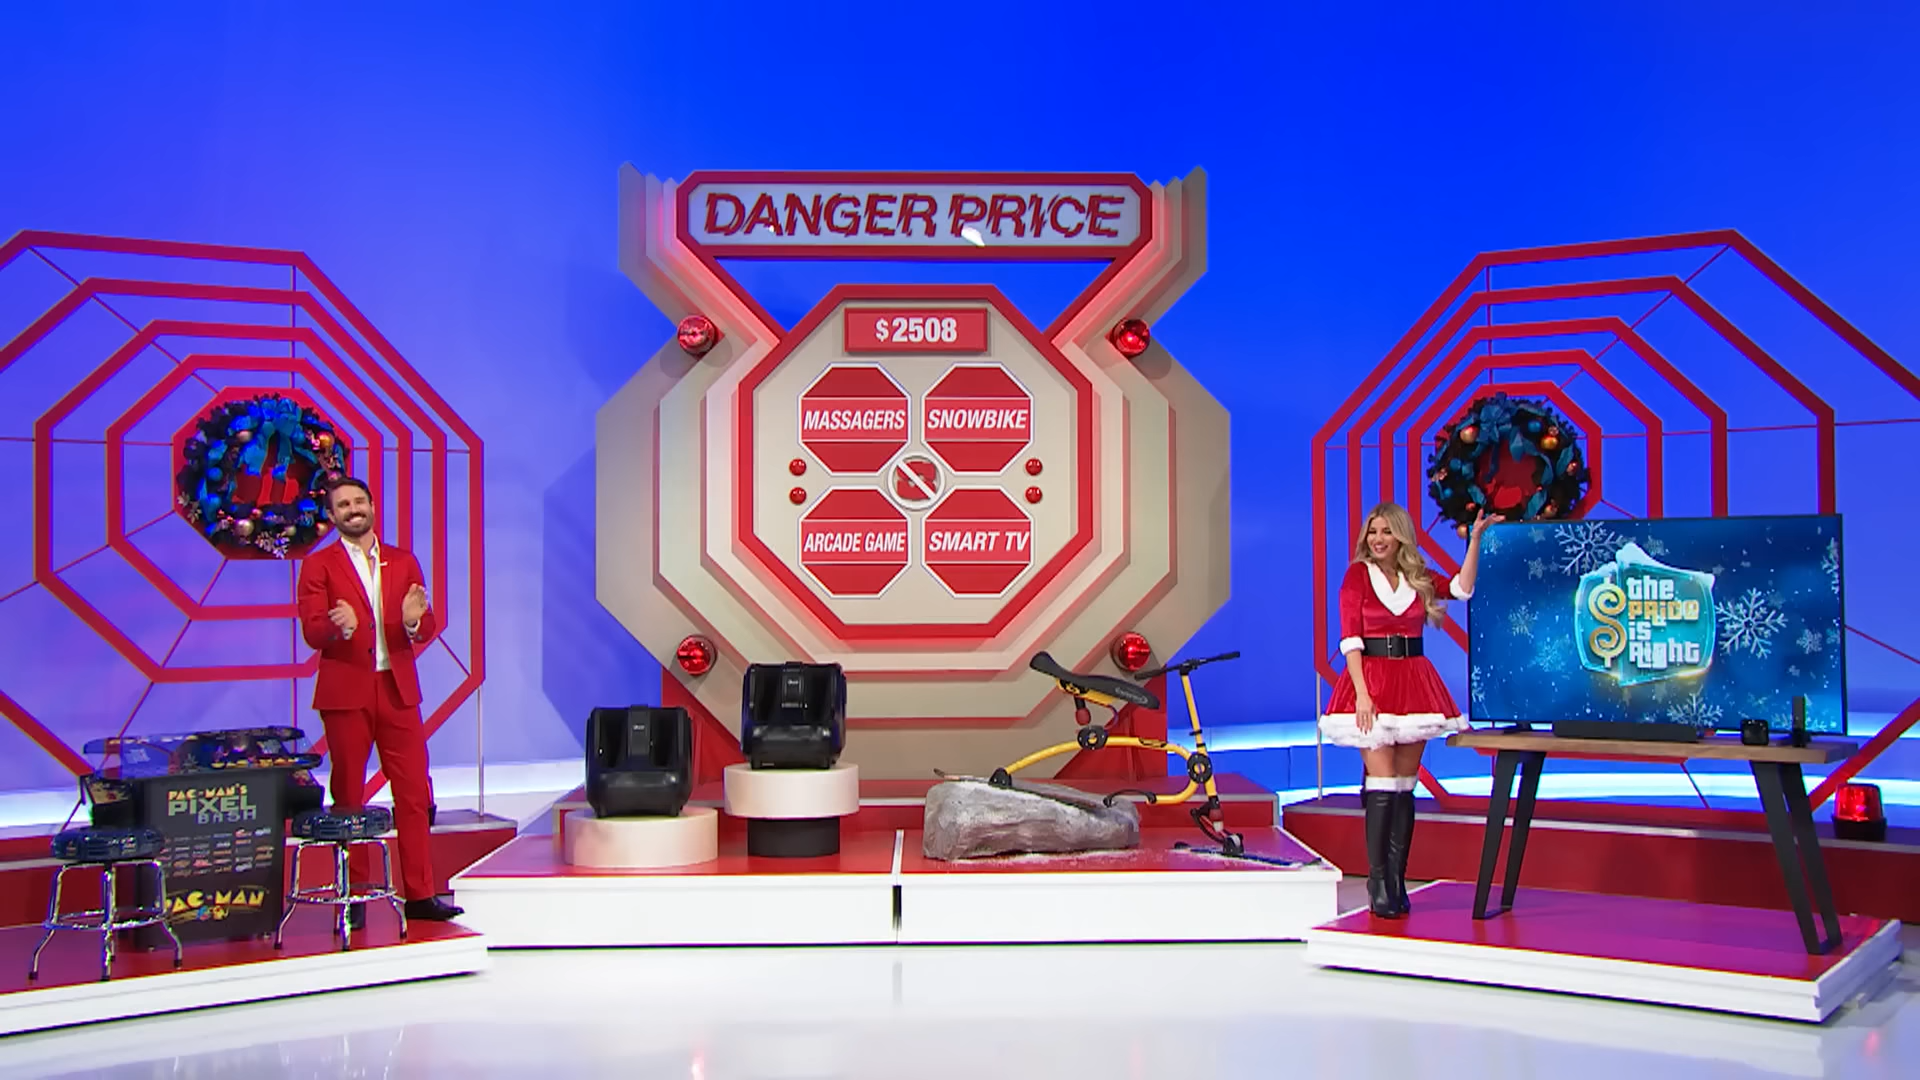 DANGER PRICE
$2508
MASSAGERS
SNOWBIKE
ARCADE GAME
SMART TV
the
PRICE
is
Right
PAC-MAN'S
PIXEL
BASH
PAC-MAN